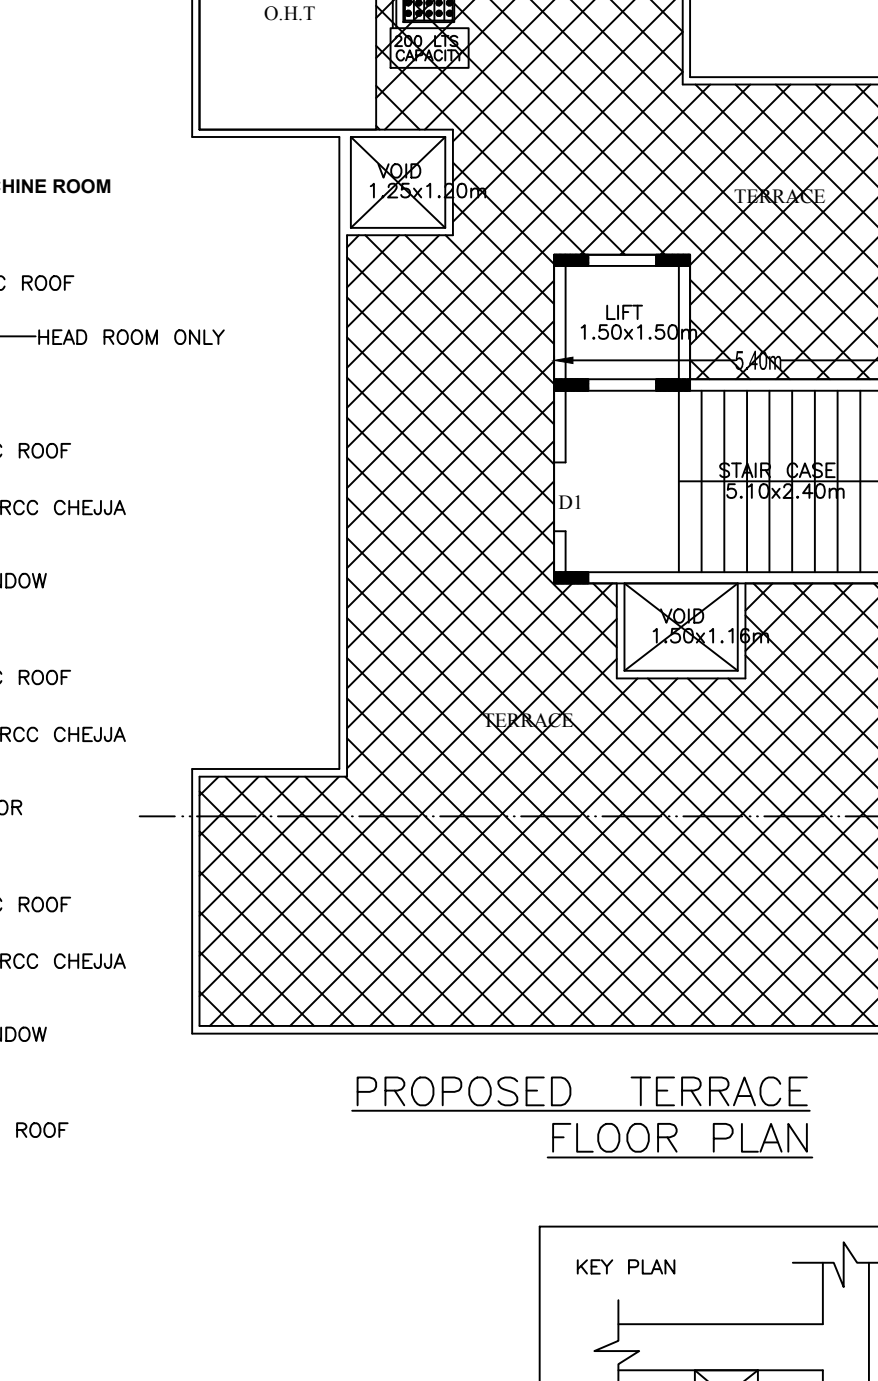 O.H.T
200 LTS
CAPACITY
VOID
1.25x1.20m
HINE ROOM
TERRACE
ROOF
LIFT
1.50x1.50m
HEAD ROOM ONLY
5.40m
ROOF
STAIR CASE
5.10x2.40m
D1
RCC CHEJJA
NDOW
VOID
1.50x1.16m
ROOF
TERRACE
RCC CHEJJA
OR
ROOF
RCC CHEJJA
NDOW
PROPOSED TERRACE
FLOOR PLAN
ROOF
KEY PLAN